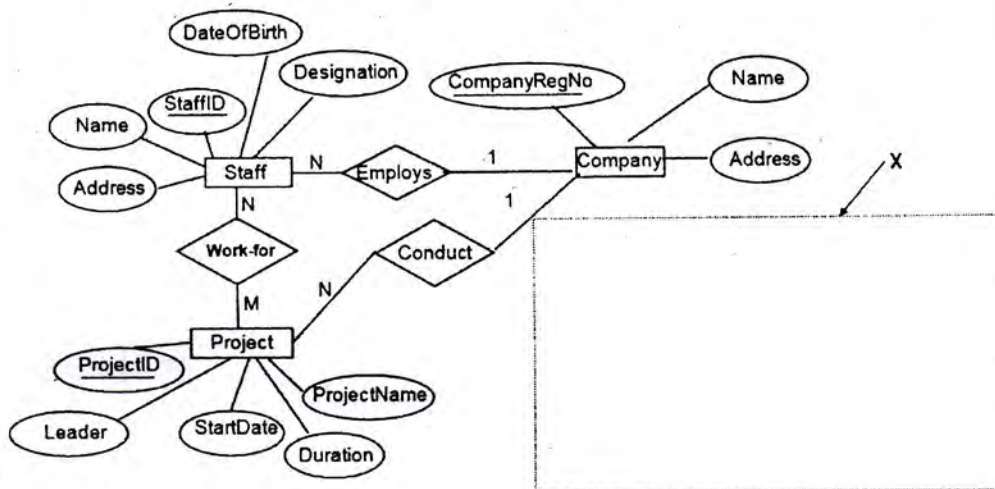 DateOfBirth
Designation
StaffID
Name
Address
Staff
N
Employs
1
CompanyRegNo
Name
Company
Address
X
1
N
Work-for
M
Conduct
N
Project
ProjectID
Leader
StartDate
Duration
ProjectName